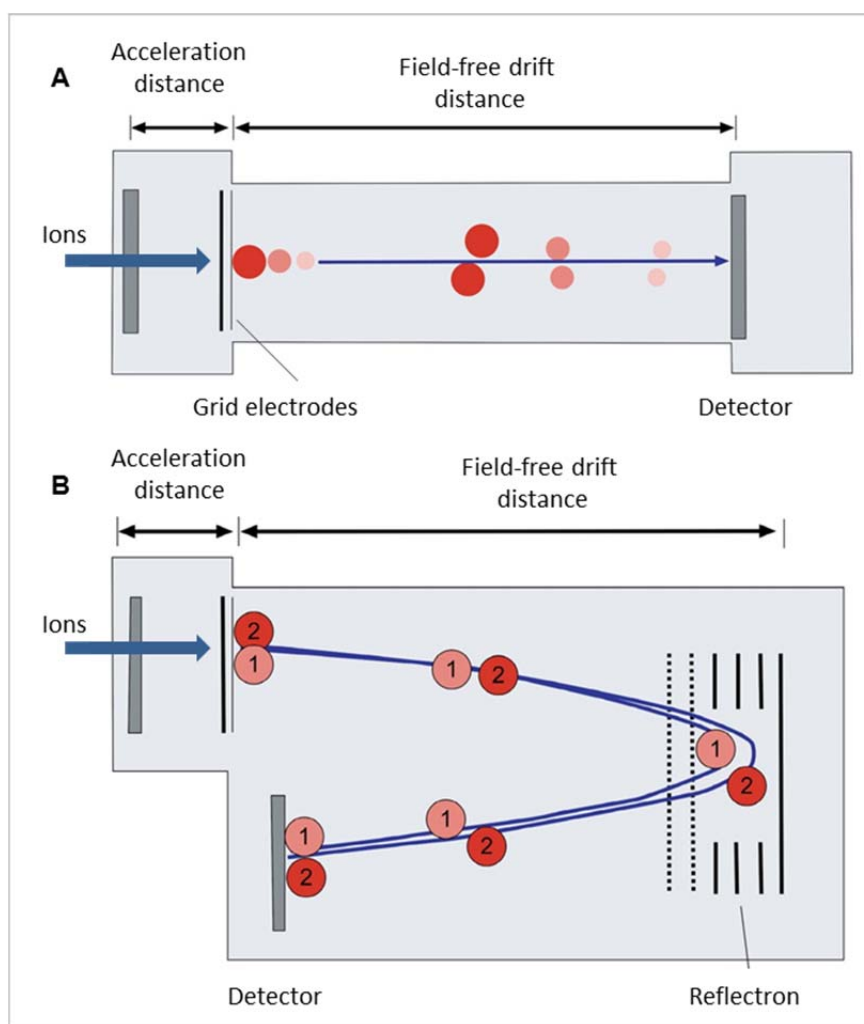 A
Acceleration
distance
Field-free drift
distance
Ions
Grid electrodes
Detector
B
Acceleration
distance
Field-free drift
distance
Ions
2
1
1
2
1
2
1
1
2
2
Detector
Reflectron